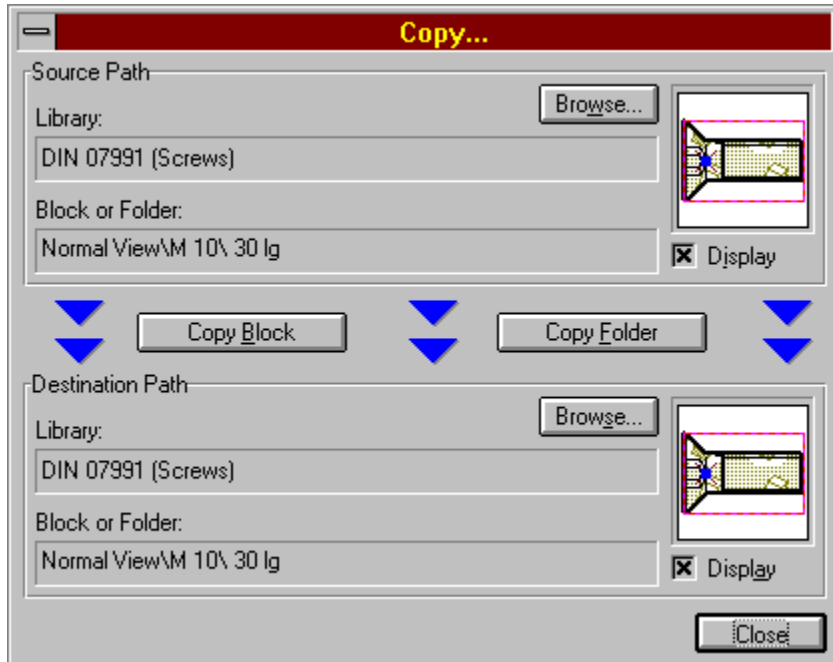 Copy...
Source Path
Browse...
Library:
DIN 07991 (Screws)
Block or Folder:
Normal View\M 10\ 30 lg
Display
Copy Block
Copy Folder
Destination Path
Browse...
Library:
DIN 07991 (Screws)
Block or Folder:
Normal View\M 10\ 30 lg
Display
Close